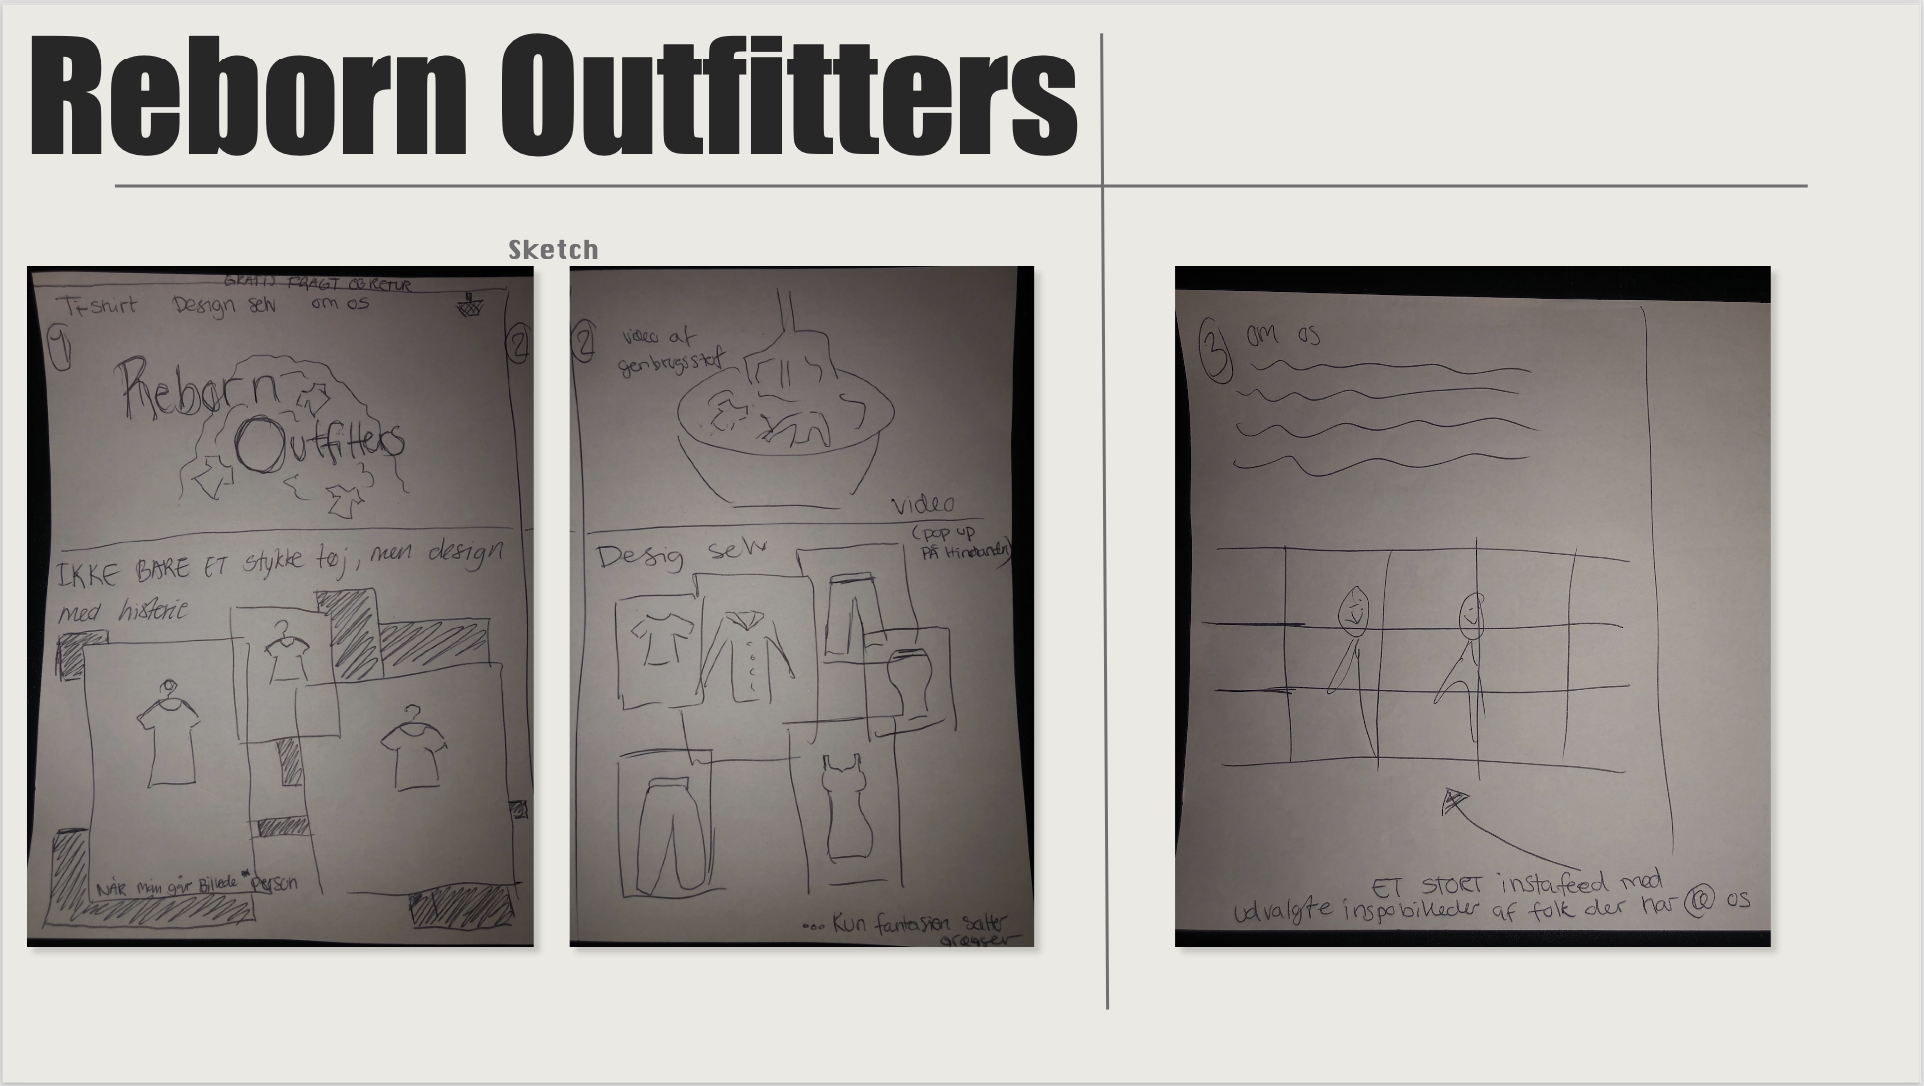 Reborn Outfitters
Sketch
GRATIS FRAGT OG RETUR
T-shirt Design selv om os
1
2
Reborn
Outfitters
IKKE BARE ET stykke tøj, men design
med historie
NÅR man går Billede person
2
video af
genbrugsstof
video
(pop up
PÅ Hinanden)
Desig selv
... Kun fantasien sætter
grænser
3
om os
ET STORT instafeed med
udvalgte inspobilleder af folk der har @ os